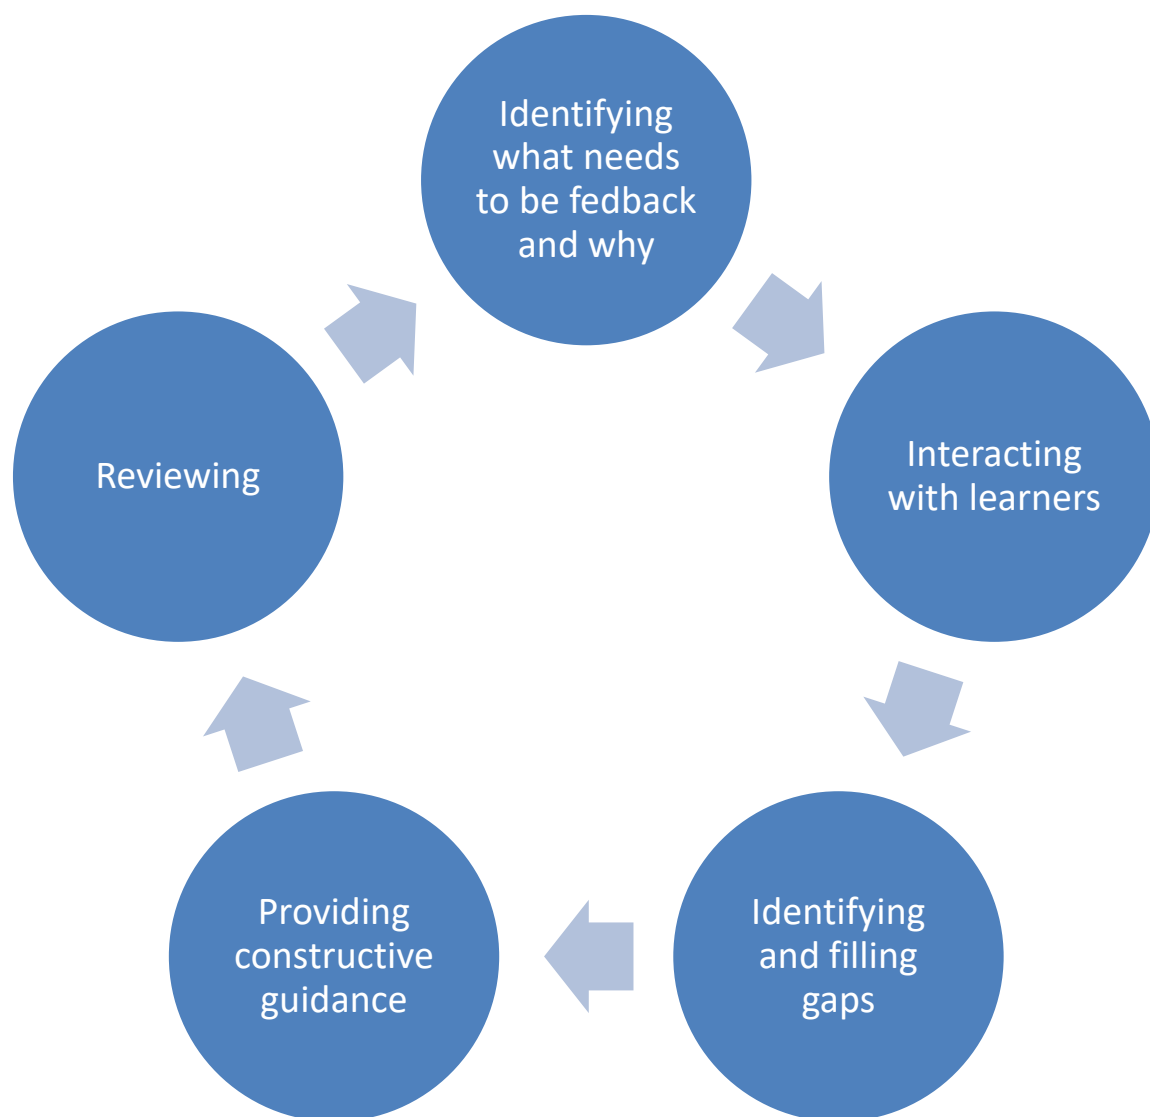 Identifying
what needs
to be fedback
and why
Interacting
with learners
Identifying
and filling
gaps
Providing
constructive
guidance
Reviewing